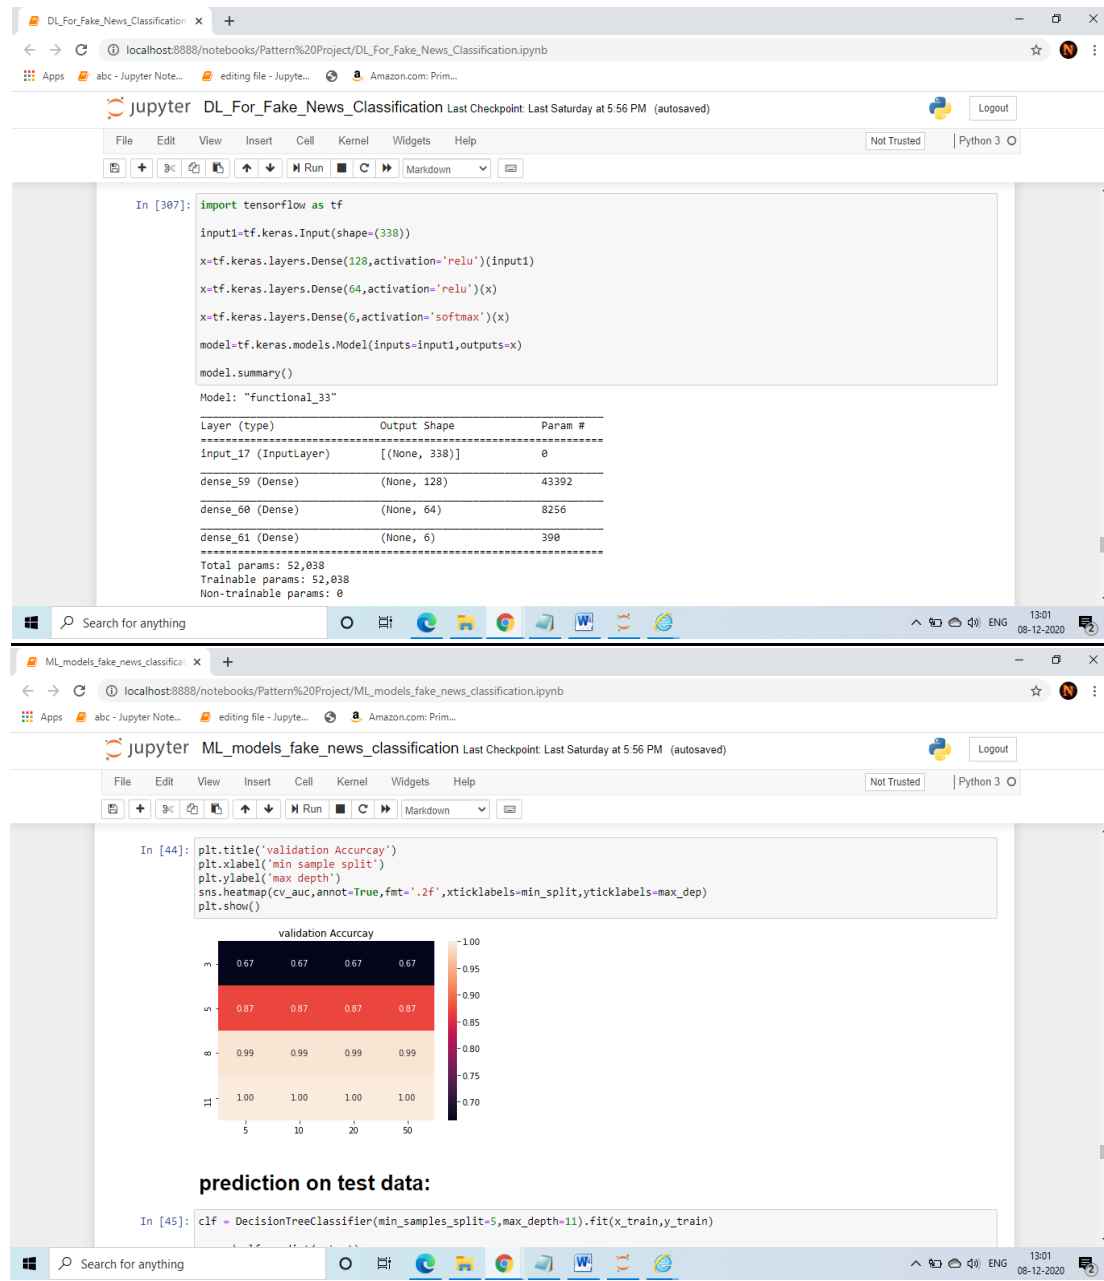 DL_For_Fake_News_Classification
localhost:8888/notebooks/Pattern%20Project/DL_For_Fake_News_Classification.ipynb
Apps abc - Jupyter Note... editing file - Jupyte... Amazon.com: Prim...
jupyter DL_For_Fake_News_Classification Last Checkpoint: Last Saturday at 5:56 PM (autosaved) Logout
File Edit View Insert Cell Kernel Widgets Help Not Trusted Python 3
Run Markdown
In [307]: import tensorflow as tf
input1=tf.keras.Input(shape=(338))
x=tf.keras.layers.Dense(128,activation='relu')(input1)
x=tf.keras.layers.Dense(64,activation='relu')(x)
x=tf.keras.layers.Dense(6,activation='softmax')(x)
model=tf.keras.models.Model(inputs=input1,outputs=x)
model.summary()
Model: "functional_33"
Layer (type) Output Shape Param #
input_17 (InputLayer) [(None, 338)] 0
dense_59 (Dense) (None, 128) 43392
dense_60 (Dense) (None, 64) 8256
dense_61 (Dense) (None, 6) 390
Total params: 52,038
Trainable params: 52,038
Non-trainable params: 0
Search for anything ENG 13:01
08-12-2020 2
ML_models_fake_news_classificat
localhost:8888/notebooks/Pattern%20Project/ML_models_fake_news_classification.ipynb
Apps abc - Jupyter Note... editing file - Jupyte... Amazon.com: Prim...
jupyter ML_models_fake_news_classification Last Checkpoint: Last Saturday at 5:56 PM (autosaved) Logout
File Edit View Insert Cell Kernel Widgets Help Not Trusted Python 3
Run Markdown
In [44]: plt.title('validation Accurcay')
plt.xlabel('min sample split')
plt.ylabel('max depth')
sns.heatmap(cv_auc,annot=True,fmt='.2f',xticklabels=min_split,yticklabels=max_dep)
plt.show()
validation Accurcay
1.00
3 0.67 0.67 0.67 0.67
0.95
0.90
5 0.87 0.87 0.87 0.87
0.85
0.80
8 0.99 0.99 0.99 0.99
0.75
11 1.00 1.00 1.00 1.00
0.70
5 10 20 50
prediction on test data:
In [45]: clf = DecisionTreeClassifier(min_samples_split=5,max_depth=11).fit(x_train,y_train)
Search for anything ENG 13:01
08-12-2020 2